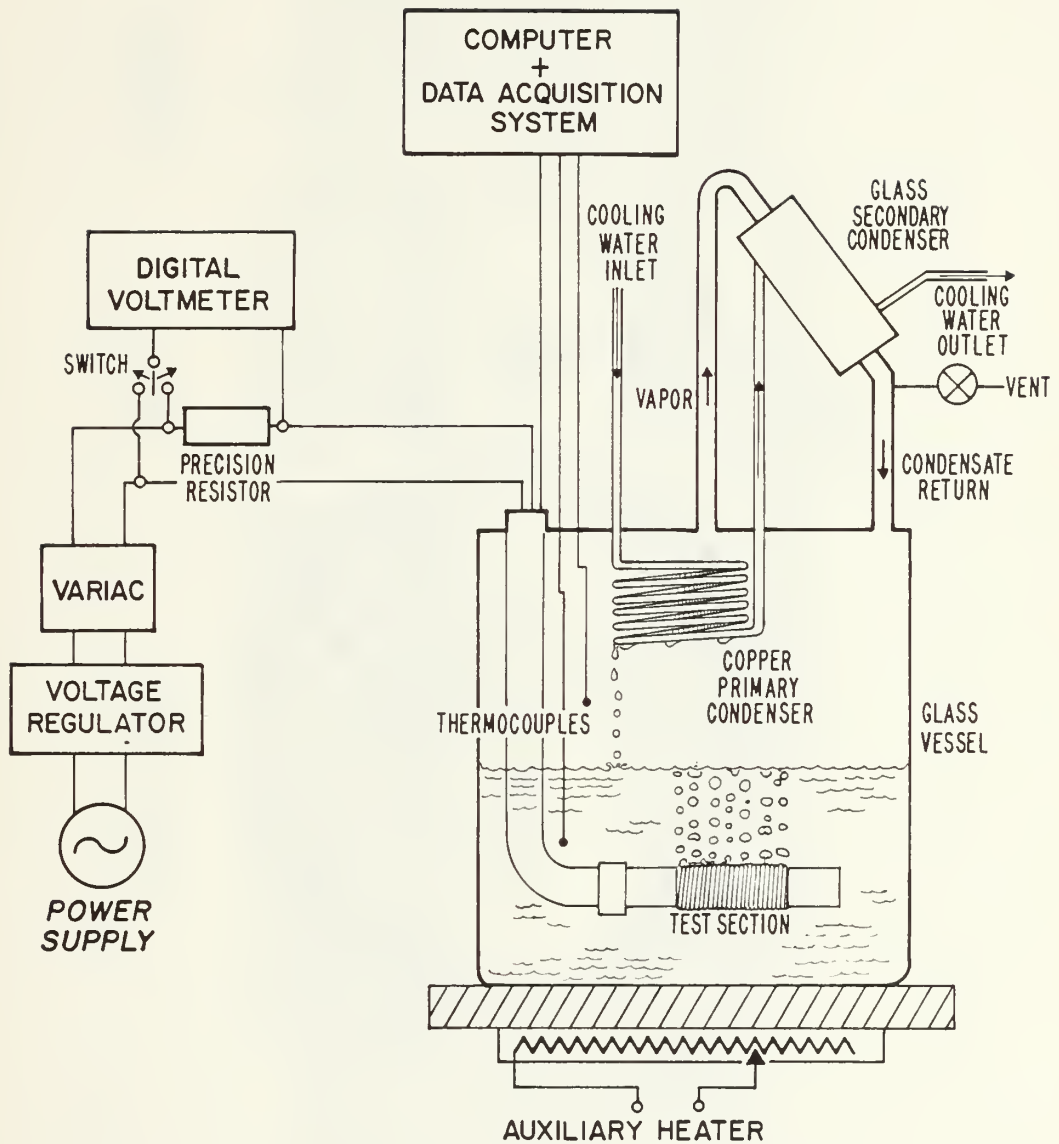 COMPUTER
+
DATA ACQUISITION
SYSTEM
GLASS
SECONDARY
CONDENSER
COOLING
WATER
INLET
DIGITAL
VOLTMETER
COOLING
WATER
OUTLET
SWITCH
VAPOR
VENT
PRECISION
RESISTOR
CONDENSATE
RETURN
VARIAC
COPPER
PRIMARY
CONDENSER
VOLTAGE
REGULATOR
THERMOCOUPLES
GLASS
VESSEL
POWER
SUPPLY
TEST SECTION
AUXILIARY HEATER